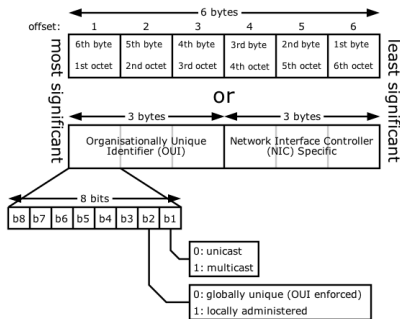 6 bytes
offset: 1 2 3 4 5 6
6th byte 5th byte 4th byte 3rd byte 2nd byte 1st byte
1st octet 2nd octet 3rd octet 4th octet 5th octet 6th octet
most significant
least significant
or
3 bytes 3 bytes
Organisationally Unique Network Interface Controller
Identifier (OUI) (NIC) Specific
8 bits
b8 b7 b6 b5 b4 b3 b2 b1
0: unicast
1: multicast
0: globally unique (OUI enforced)
1: locally administered